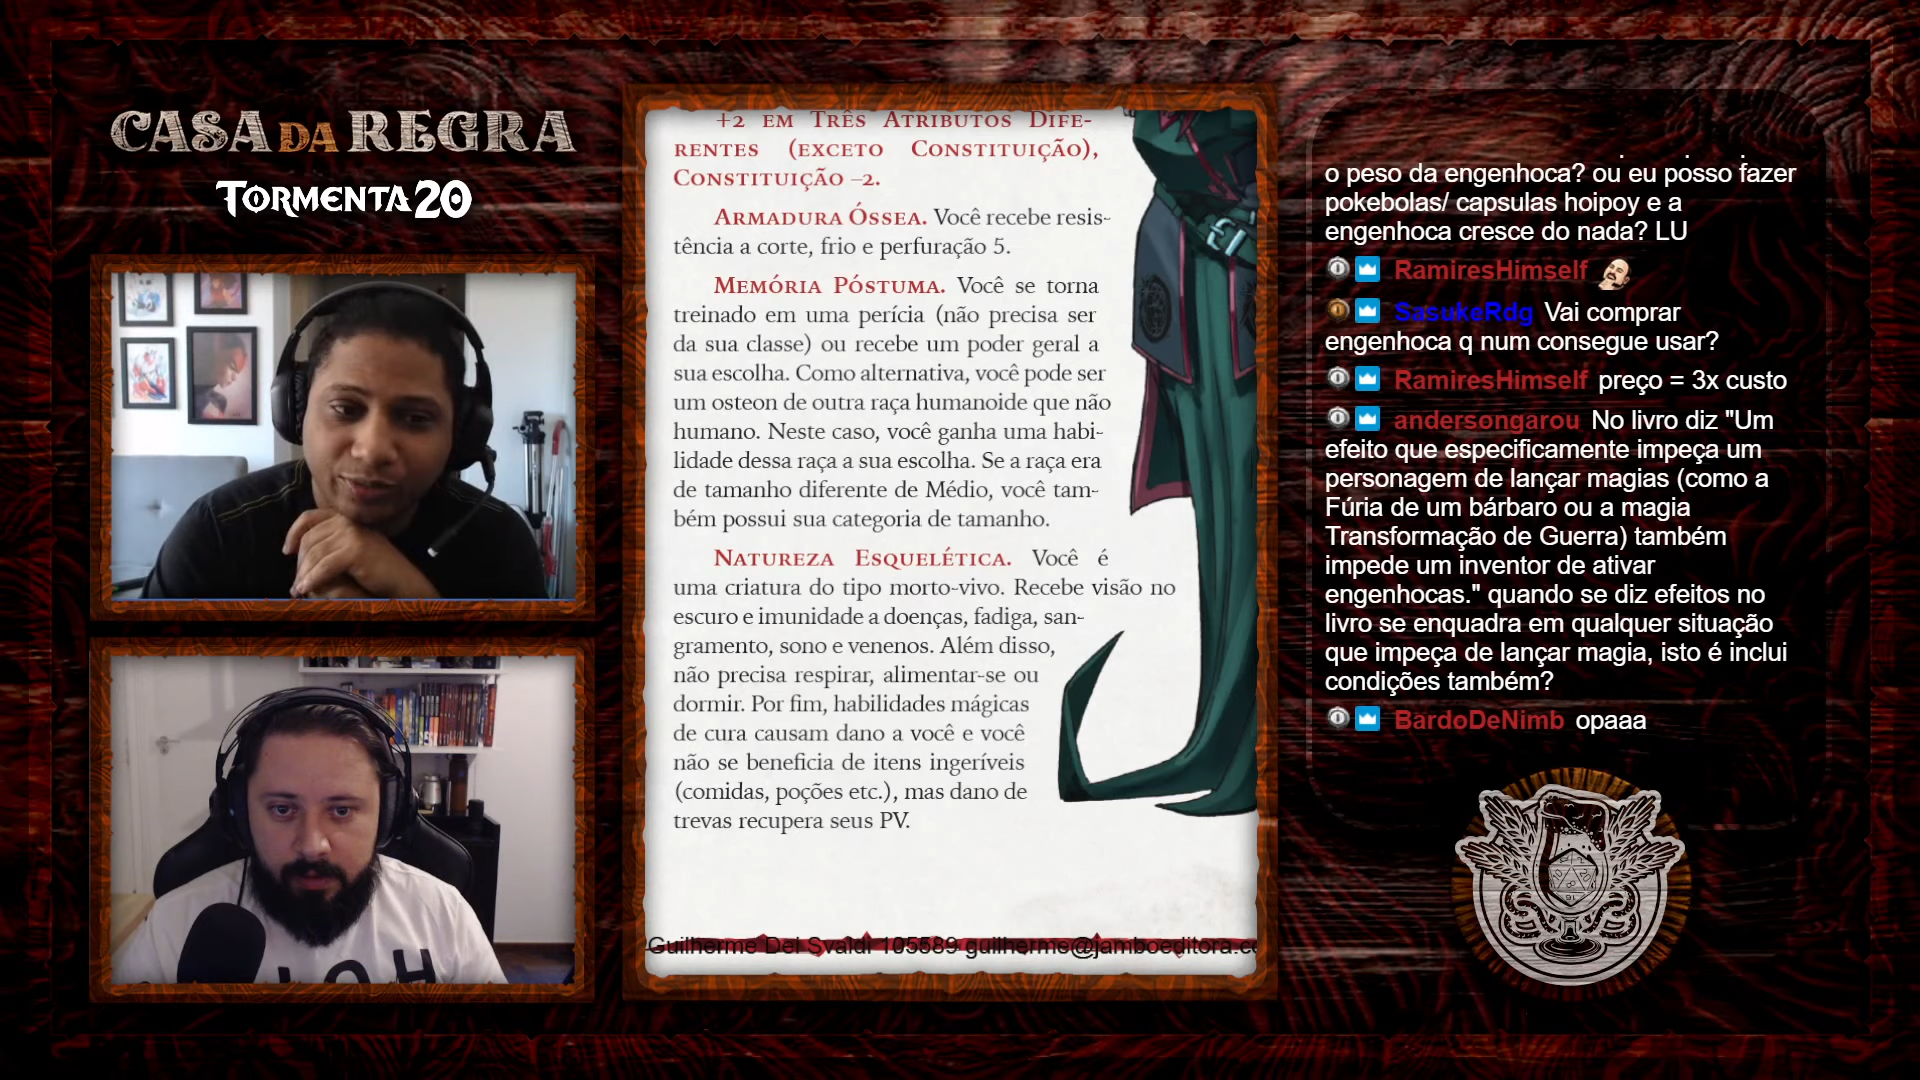 CASA DA REGRA
TORMENTA20
+2 EM TRÊS ATRIBUTOS DIFE-
RENTES (EXCETO CONSTITUIÇÃO),
CONSTITUIÇÃO –2.
ARMADURA ÓSSEA. Você recebe resis-
tência a corte, frio e perfuração 5.
MEMÓRIA PÓSTUMA. Você se torna
treinado em uma perícia (não precisa ser
da sua classe) ou recebe um poder geral a
sua escolha. Como alternativa, você pode ser
um osteon de outra raça humanoide que não
humano. Neste caso, você ganha uma habi-
lidade dessa raça a sua escolha. Se a raça era
de tamanho diferente de Médio, você tam-
bém possui sua categoria de tamanho.
NATUREZA ESQUELÉTICA. Você é
uma criatura do tipo morto-vivo. Recebe visão no
escuro e imunidade a doenças, fadiga, san-
gramento, sono e venenos. Além disso,
não precisa respirar, alimentar-se ou
dormir. Por fim, habilidades mágicas
de cura causam dano a você e você
não se beneficia de itens ingeríveis
(comidas, poções etc.), mas dano de
trevas recupera seus PV.
Guilherme Dei Svaldi 105589 guilherme@jamboeditora.co
o peso da engenhoca? ou eu posso fazer
pokebolas/ capsulas hoipoy e a
engenhoca cresce do nada? LU
RamiresHimself
SasukeRdg Vai comprar
engenhoca q num consegue usar?
RamiresHimself preço = 3x custo
andersongarou No livro diz "Um
efeito que especificamente impeça um
personagem de lançar magias (como a
Fúria de um bárbaro ou a magia
Transformação de Guerra) também
impede um inventor de ativar
engenhocas." quando se diz efeitos no
livro se enquadra em qualquer situação
que impeça de lançar magia, isto é inclui
condições também?
BardoDeNimb opaaa